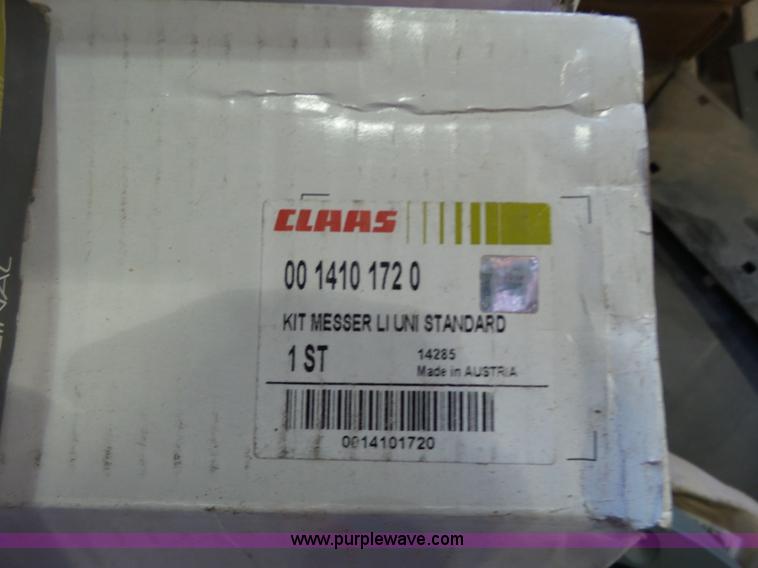 CLAAS
00 1410 172 0
KIT MESSER LI UNI STANDARD
1 ST
14285
Made in AUSTRIA
0014101720
www.purplewave.com